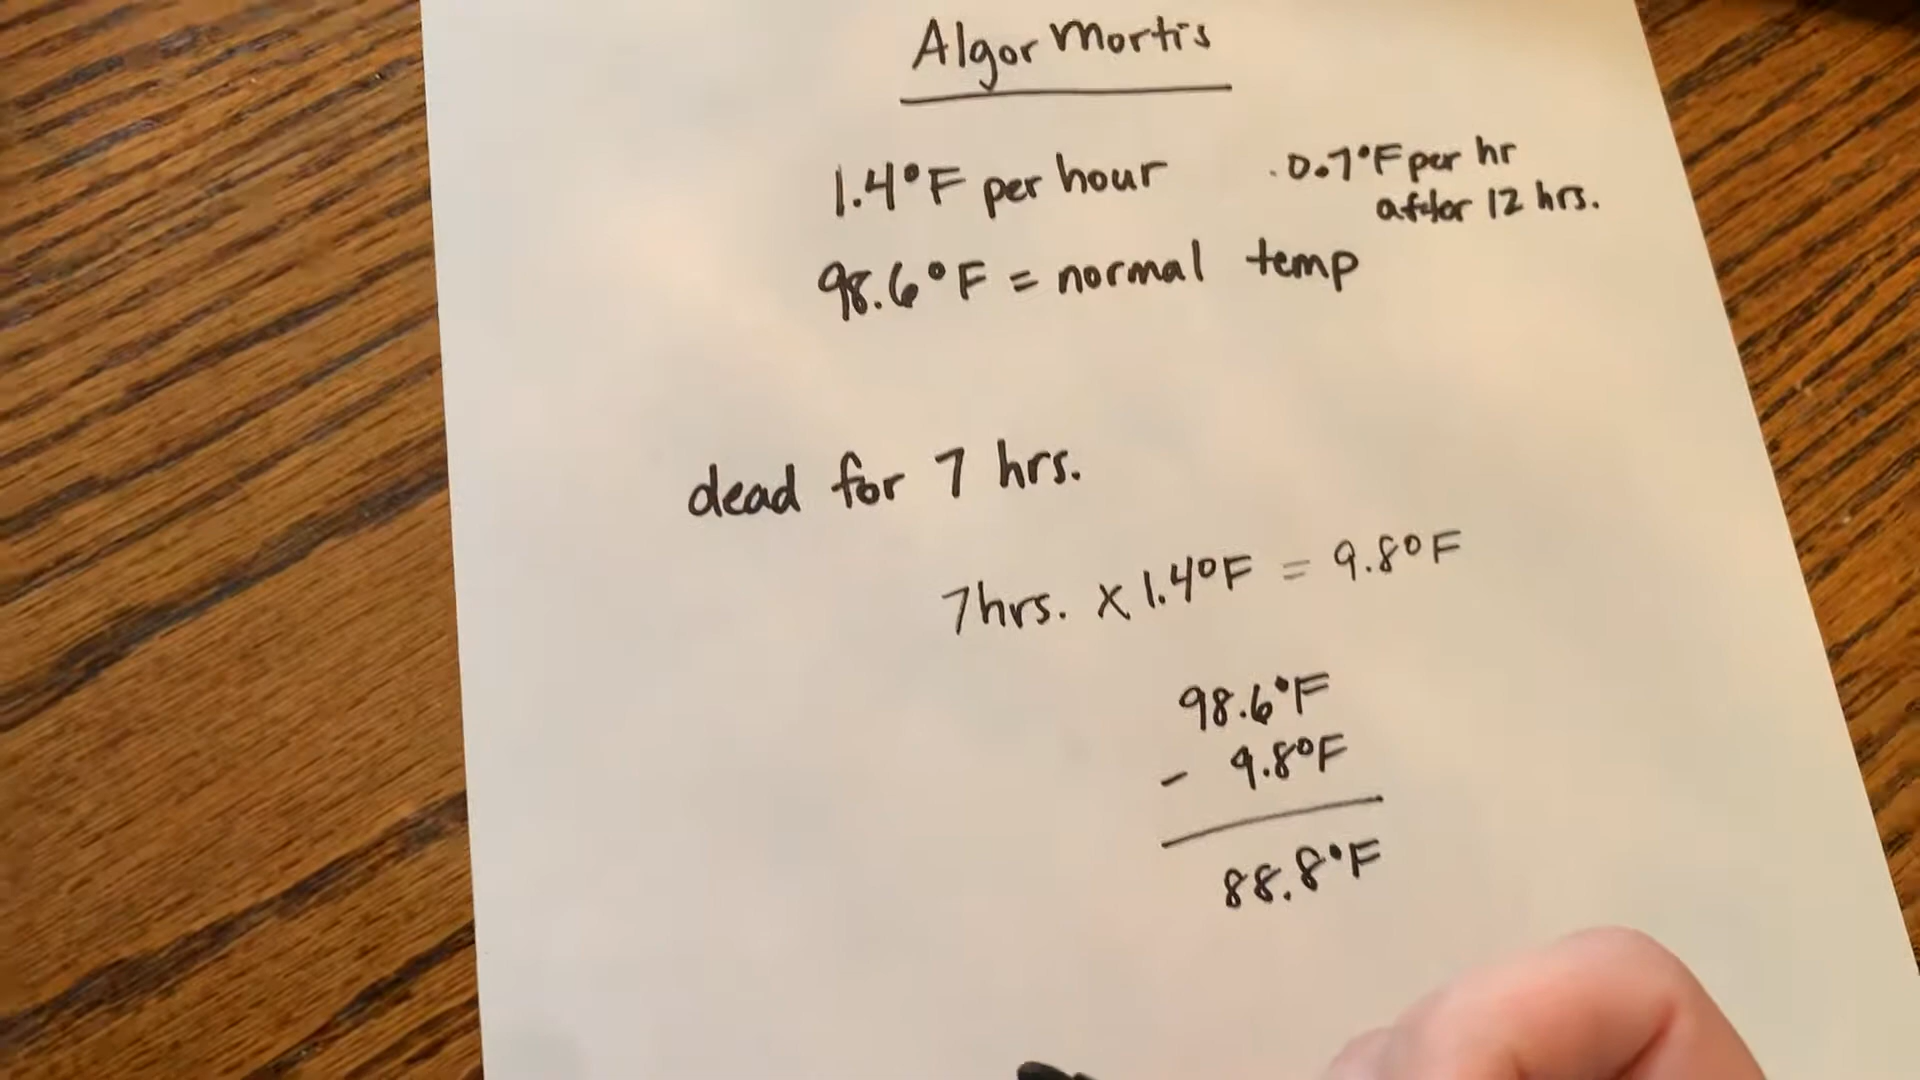 Algor Mortis
1.4°F per hour
.0.7°F per hr
after 12 hrs.
98.6°F = normal temp
dead for 7 hrs.
7hrs. x 1.4°F = 9.8°F
98.6°F
- 9.8°F
88.8°F